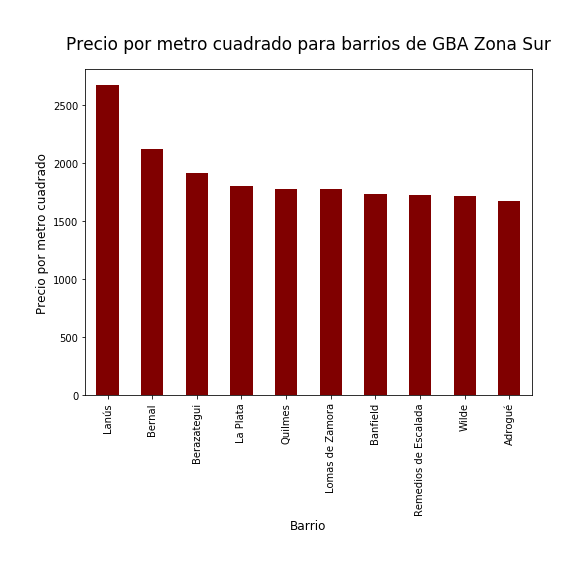 Precio por metro cuadrado para barrios de GBA Zona Sur
Precio por metro cuadrado
2500
2000
1500
1000
500
0
Lanús
Bernal
Berazategui
La Plata
Quilmes
Lomas de Zamora
Banfield
Remedios de Escalada
Wilde
Adrogué
Barrio